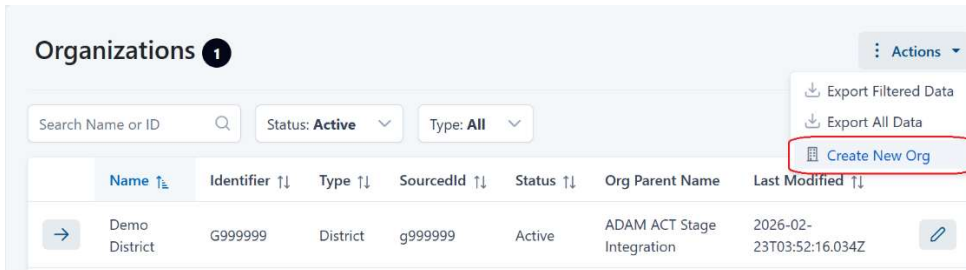 Organizations 1
Actions
Export Filtered Data
Export All Data
Create New Org
Search Name or ID
Status: Active
Type: All
Name Identifier Type SourcedId Status Org Parent Name Last Modified
Demo District G999999 District g999999 Active ADAM ACT Stage Integration 2026-02-23T03:52:16.034Z